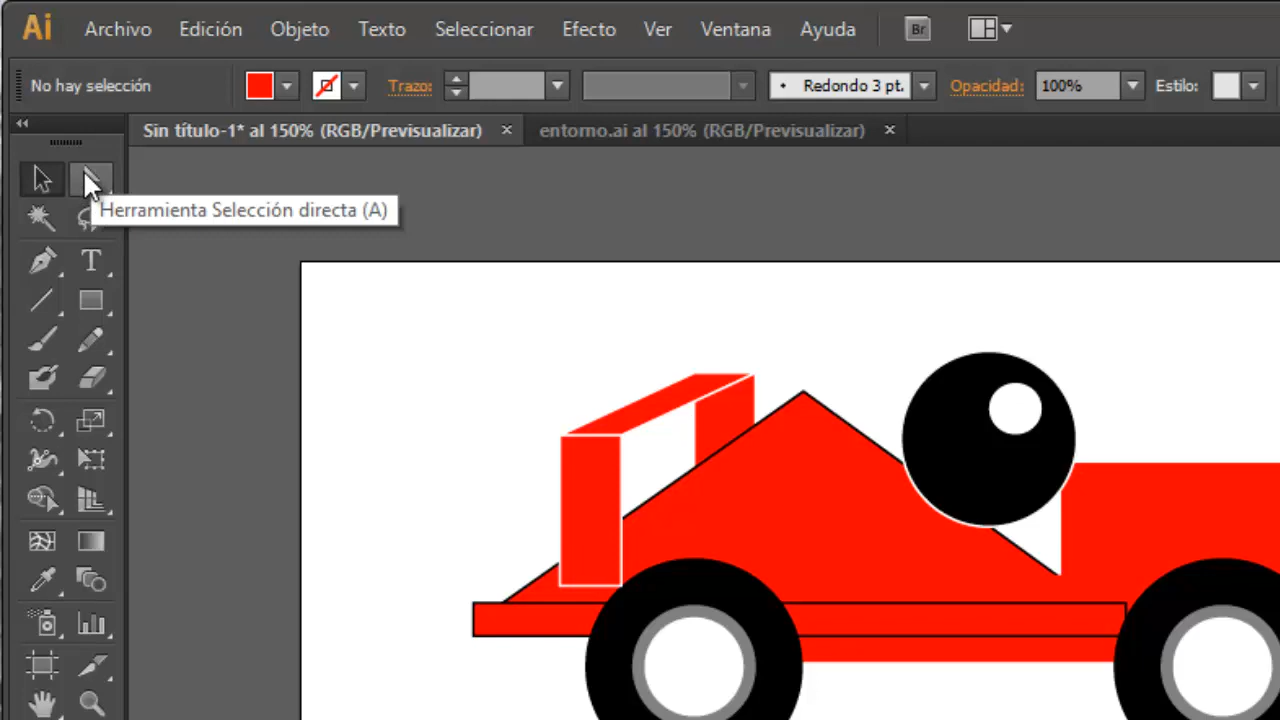 Ai Archivo Edición Objeto Texto Seleccionar Efecto Ver Ventana Ayuda Br
No hay selección Trazo: Redondo 3 pt. Opacidad: 100% Estilo:
Sin título-1* al 150% (RGB/Previsualizar) × entorno.ai al 150% (RGB/Previsualizar) ×
Herramienta Selección directa (A)
T